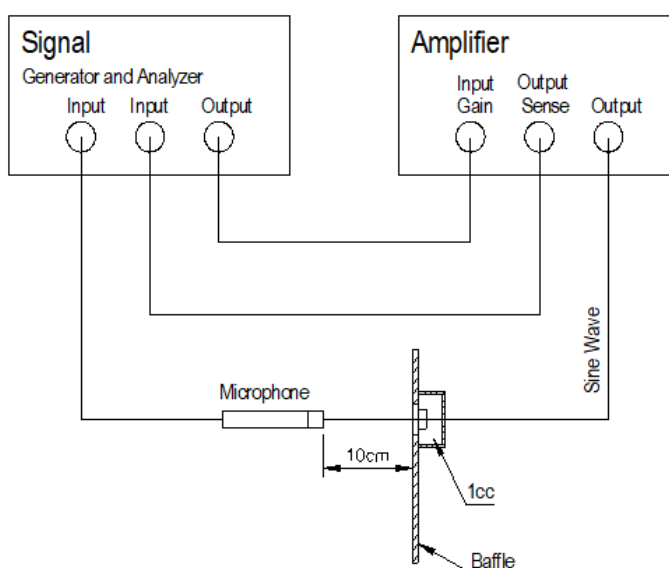 Signal
Generator and Analyzer
Input Input Output
Amplifier
Input
Gain
Output
Sense
Output
Sine Wave
Microphone
10cm
1cc
Baffle